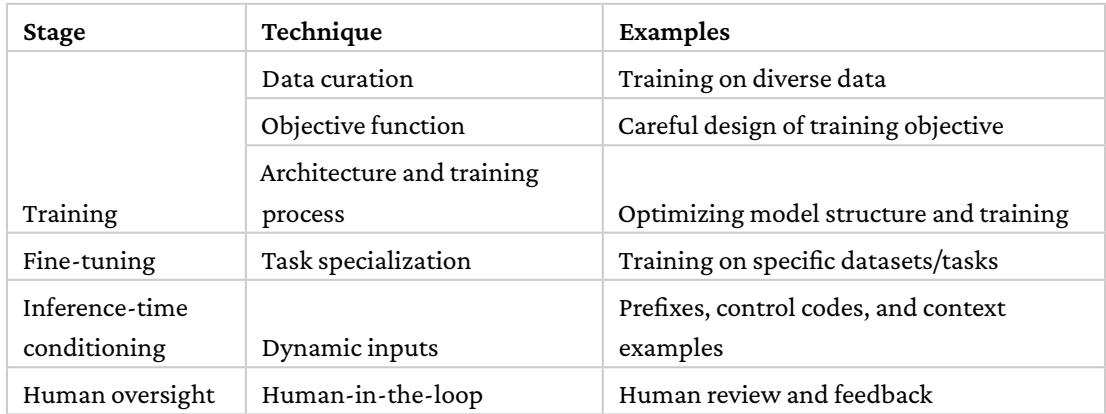 Stage Technique Examples
Data curation Training on diverse data
Objective function Careful design of training objective
Architecture and training
Training process Optimizing model structure and training
Fine-tuning Task specialization Training on specific datasets/tasks
Inference-time Prefixes, control codes, and context
conditioning Dynamic inputs examples
Human oversight Human-in-the-loop Human review and feedback